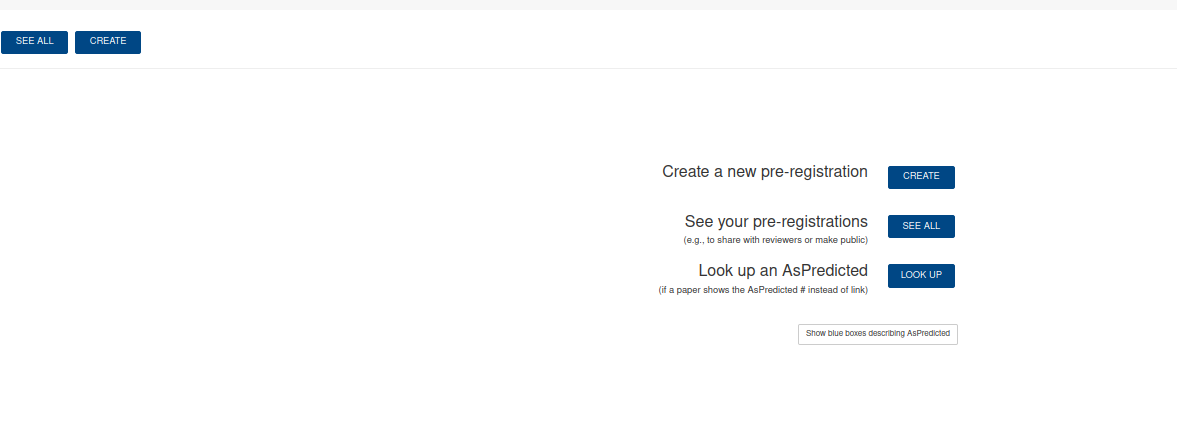 SEE ALL CREATE
Create a new pre-registration CREATE
See your pre-registrations SEE ALL
(e.g., to share with reviewers or make public)
Look up an AsPredicted LOOK UP
(if a paper shows the AsPredicted # instead of link)
Show blue boxes describing AsPredicted